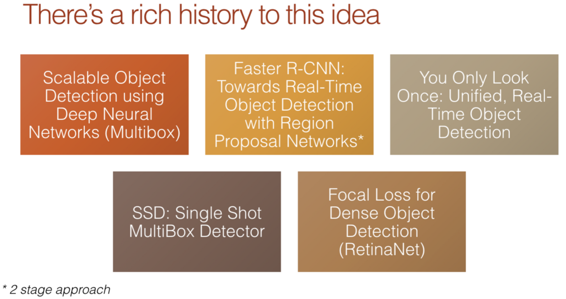 There's a rich history to this idea
Scalable Object
Detection using
Deep Neural
Networks (Multibox)
Faster R-CNN:
Towards Real-Time
Object Detection
with Region
Proposal Networks*
You Only Look
Once: Unified, Real-
Time Object
Detection
SSD: Single Shot
MultiBox Detector
Focal Loss for
Dense Object
Detection
(RetinaNet)
* 2 stage approach